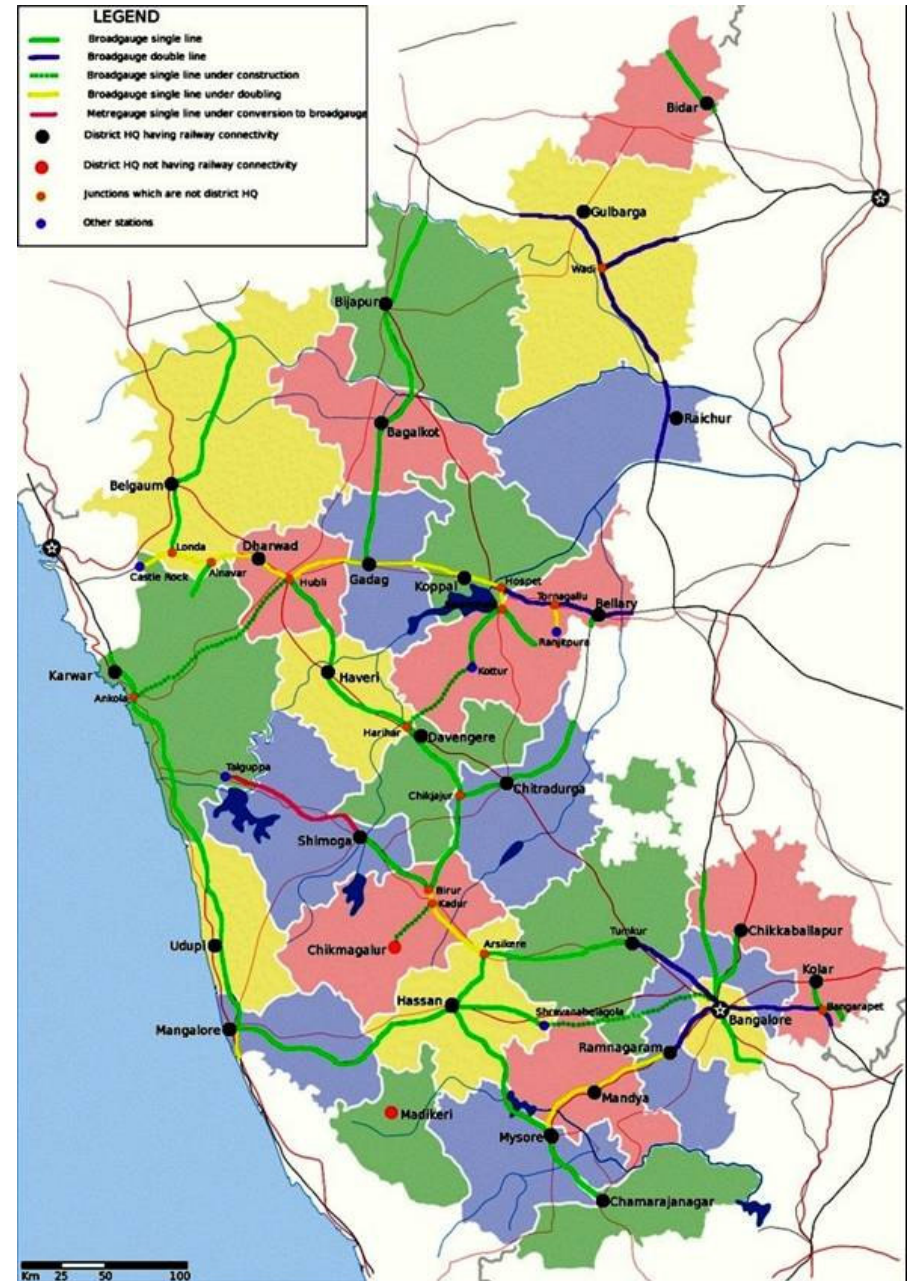 LEGEND
Broadgauge single line
Broadgauge double line
Broadgauge single line under construction
Broadgauge single line under doubling
Metregauge single line under conversion to broadgauge
District HQ having railway connectivity
District HQ not having railway connectivity
Junctions which are not district HQ
Other stations
Bidar
Gulbarga
Wadi
Bijapur
Raichur
Bagalkot
Belgaum
Londa
Dharwad
Castle Rock
Alnavar
Hubli
Gadag
Koppal
Hospet
Tornagallu
Bellary
Ranjitpura
Kottur
Karwar
Haveri
Ankola
Harihar
Davengere
Talguppa
Chikjajur
Chitradurga
Shimoga
Birur
Kadur
Chikmagalur
Arsikere
Tumkur
Chikkaballapur
Udupi
Kolar
Hassan
Shravanabelagola
Bangarapet
Bangalore
Mangalore
Ramnagaram
Mandya
Madikeri
Mysore
Chamarajanagar
Km 25 50 100